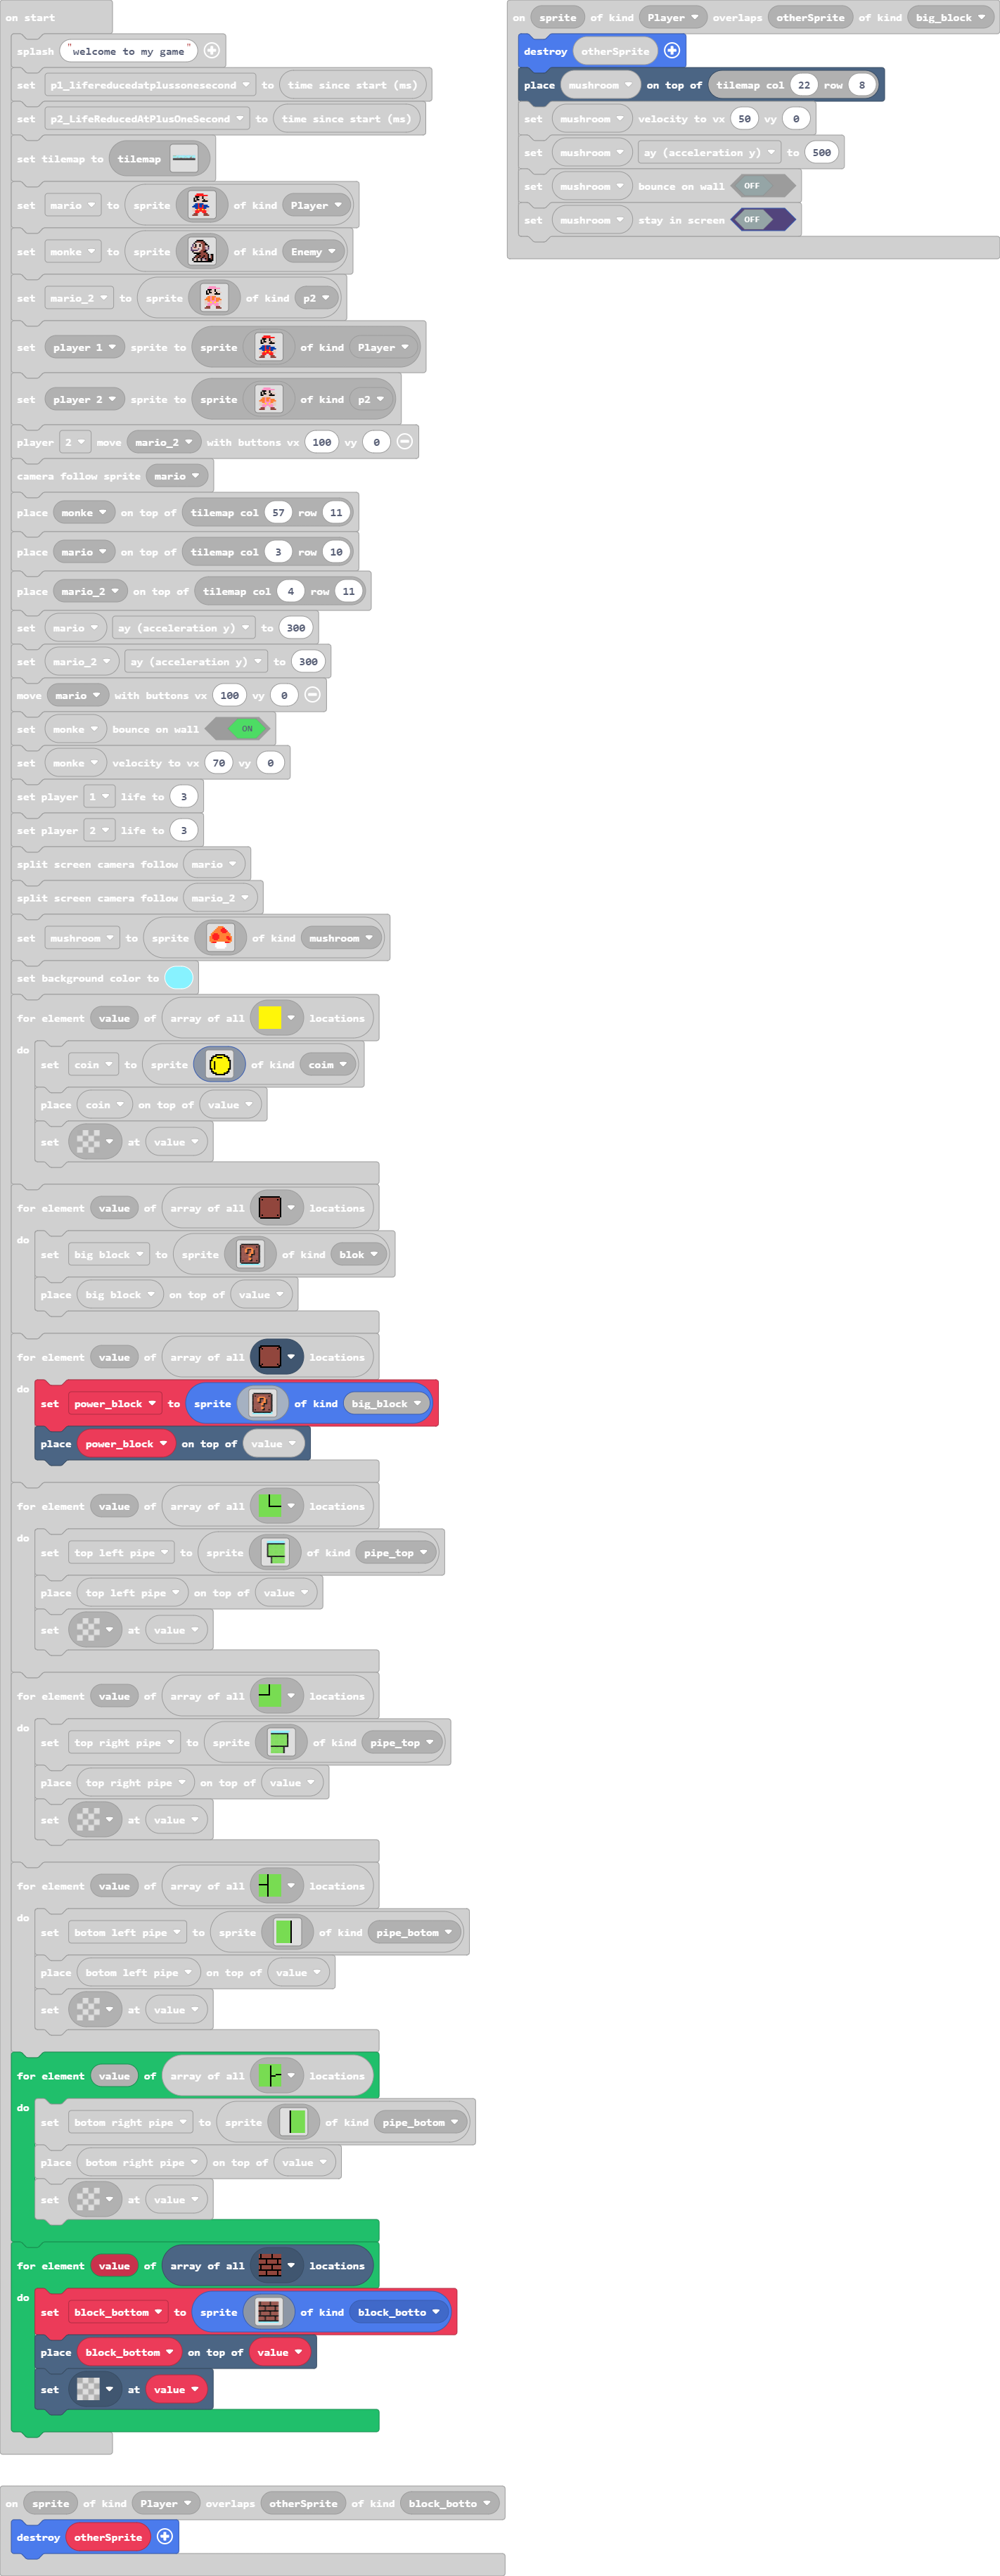 on start
splash "welcome to my game"
set p1_lifereducedatplussonesecond to time since start (ms)
set p2_LifeReducedAtPlusOneSecond to time since start (ms)
set tilemap to tilemap
set mario to sprite of kind Player
set monke to sprite of kind Enemy
set mario_2 to sprite of kind p2
set player 1 sprite to sprite of kind Player
set player 2 sprite to sprite of kind p2
player 2 move mario_2 with buttons vx 100 vy 0
camera follow sprite mario
place monke on top of tilemap col 57 row 11
place mario on top of tilemap col 3 row 10
place mario_2 on top of tilemap col 4 row 11
set mario ay (acceleration y) to 300
set mario_2 ay (acceleration y) to 300
move mario with buttons vx 100 vy 0
set monke bounce on wall ON
set monke velocity to vx 70 vy 0
set player 1 life to 3
set player 2 life to 3
split screen camera follow mario
split screen camera follow mario_2
set mushroom to sprite of kind mushroom
set background color to
for element value of array of all locations
do
set coin to sprite of kind coim
place coin on top of value
set at value
for element value of array of all locations
do
set big block to sprite ? of kind blok
place big block on top of value
for element value of array of all locations
do
set power_block to sprite ? of kind big_block
place power_block on top of value
for element value of array of all locations
do
set top left pipe to sprite of kind pipe_top
place top left pipe on top of value
set at value
for element value of array of all locations
do
set top right pipe to sprite of kind pipe_top
place top right pipe on top of value
set at value
for element value of array of all locations
do
set botom left pipe to sprite of kind pipe_botom
place botom left pipe on top of value
set at value
for element value of array of all locations
do
set botom right pipe to sprite of kind pipe_botom
place botom right pipe on top of value
set at value
for element value of array of all locations
do
set block_bottom to sprite of kind block_botto
place block_bottom on top of value
set at value
on sprite of kind Player overlaps otherSprite of kind block_botto
destroy otherSprite
on sprite of kind Player overlaps otherSprite of kind big_block
destroy otherSprite
place mushroom on top of tilemap col 22 row 8
set mushroom velocity to vx 50 vy 0
set mushroom ay (acceleration y) to 500
set mushroom bounce on wall OFF
set mushroom stay in screen OFF